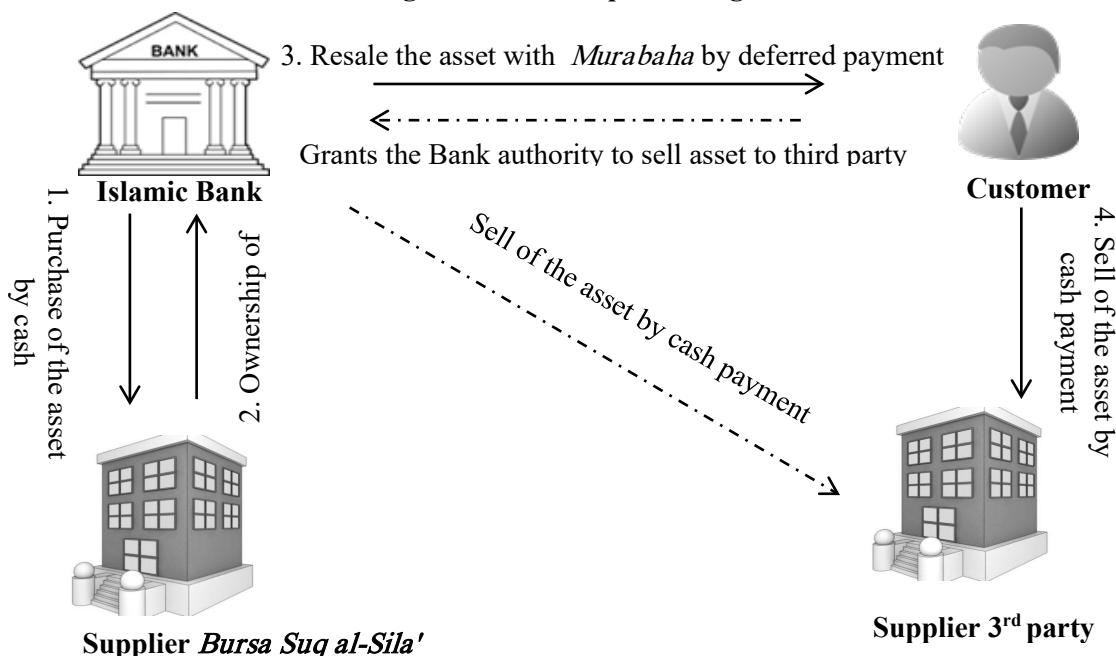 BANK
3. Resale the asset with Murabaha by deferred payment
Grants the Bank authority to sell asset to third party
Islamic Bank
Customer
1. Purchase of the asset
by cash
2. Ownership of
Sell of the asset by cash payment
4. Sell of the asset by
cash payment
Supplier Bursa Suq al-Sila'
Supplier 3rd party